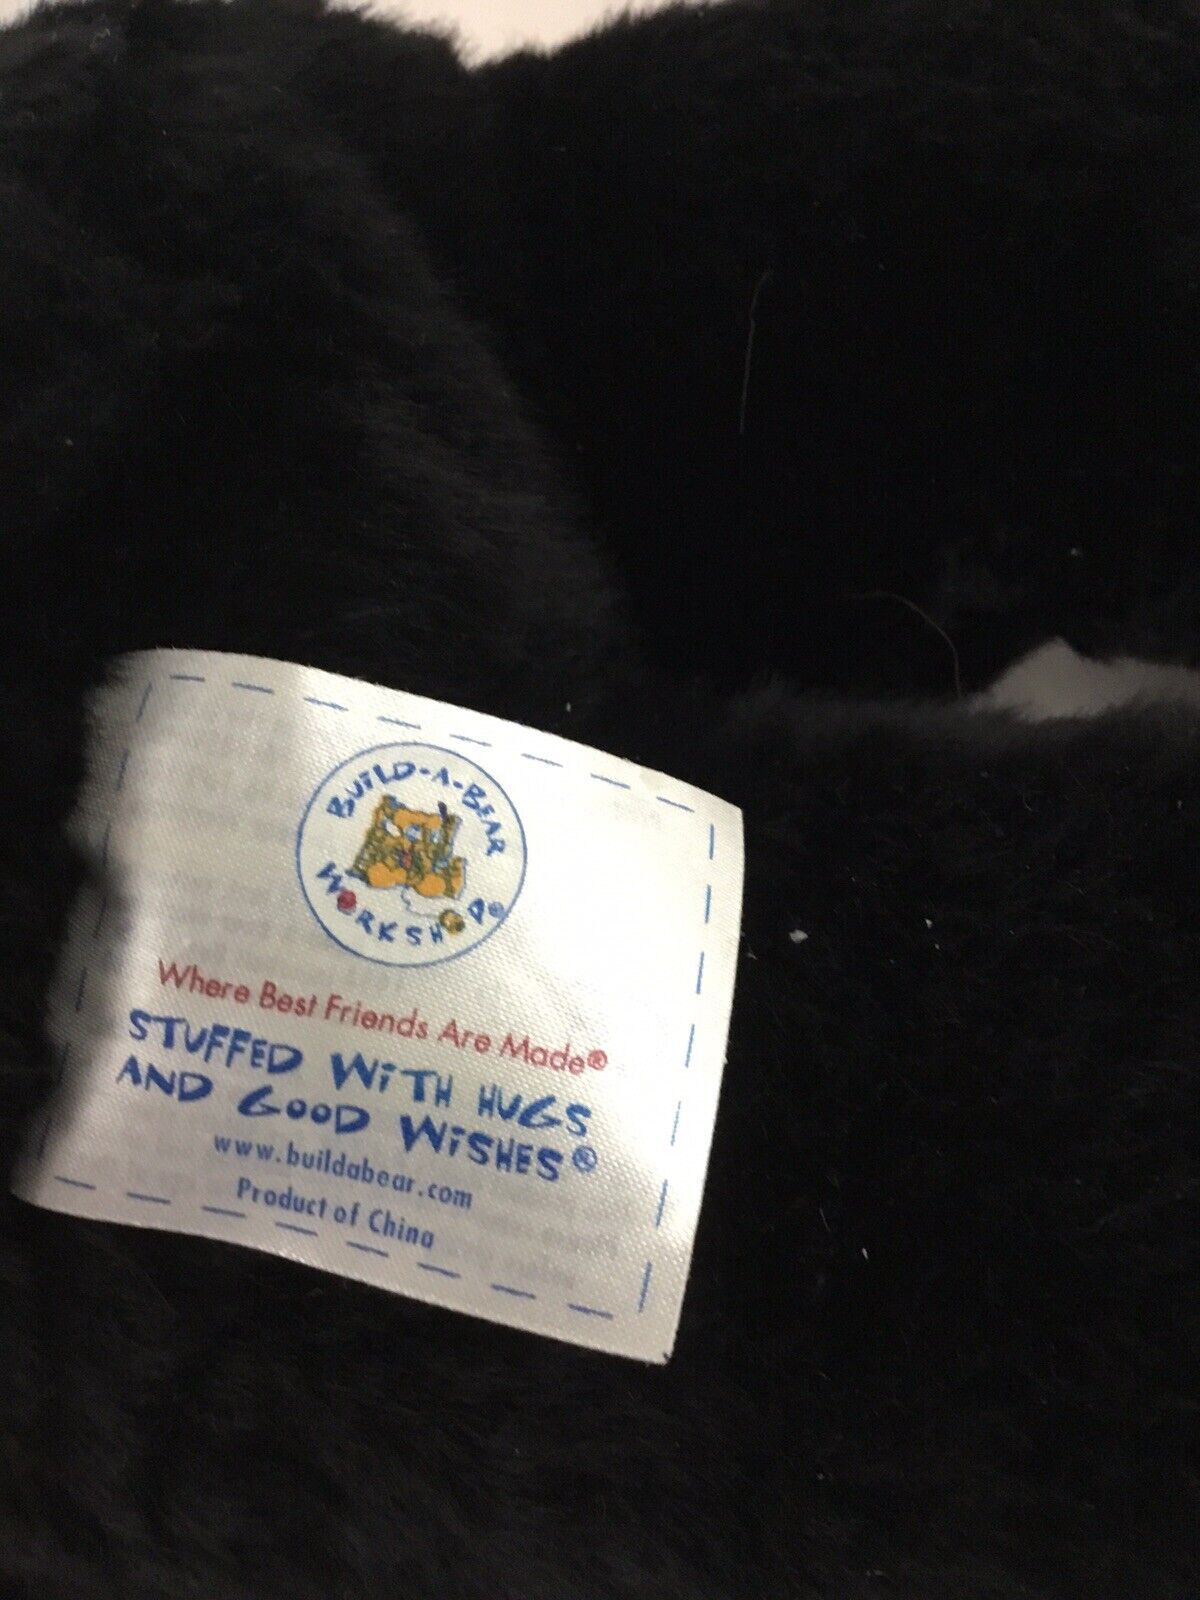 BUiLD-A-BEAR
WORKSHOP®
Where Best Friends Are Made®
STUFFED WiTH HUGS
AND GOOD WiSHES®
www.buildabear.com
Product of China